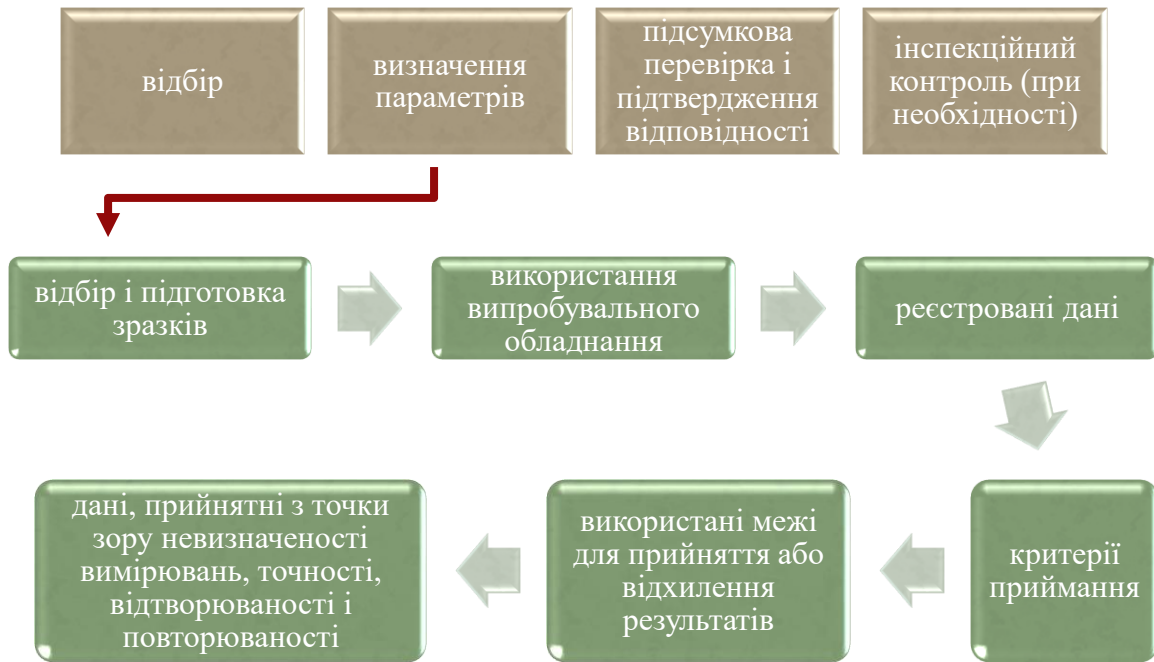 відбір
визначення
параметрів
підсумкова
перевірка і
підтвердження
відповідності
інспекційний
контроль (при
необхідності)
відбір і підготовка
зразків
використання
випробувального
обладнання
реєстровані дані
критерії
приймання
використані межі
для прийняття або
відхилення
результатів
дані, прийнятні з точки
зору невизначеності
вимірювань, точності,
відтворюваності і
повторюваності